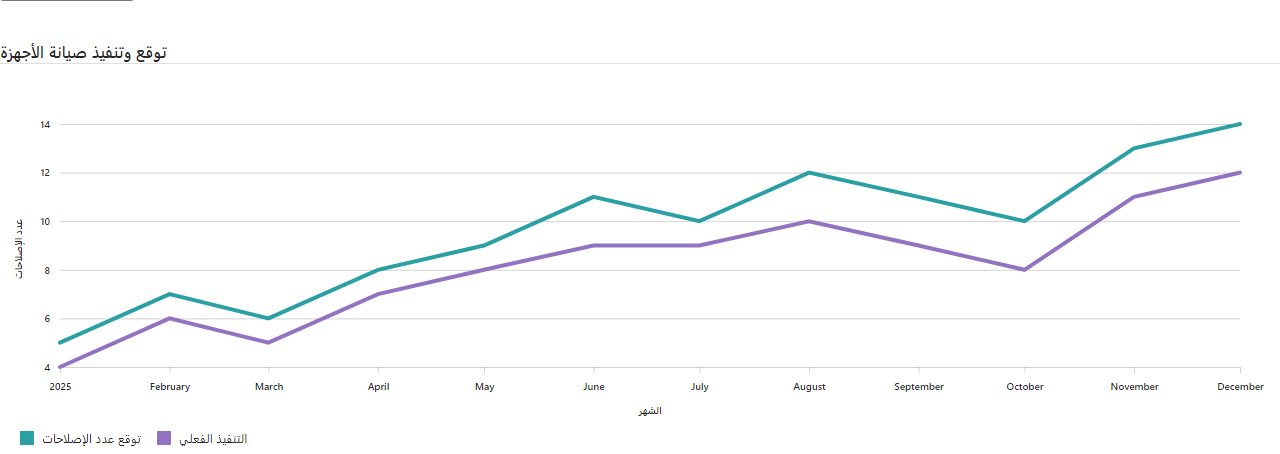 توقع وتنفيذ صيانة الأجهزة
14
12
10
8
6
4
عدد الإصلاحات
2025 February March April May June July August September October November December
الشهر
توقع عدد الإصلاحات التنفيذ الفعلي